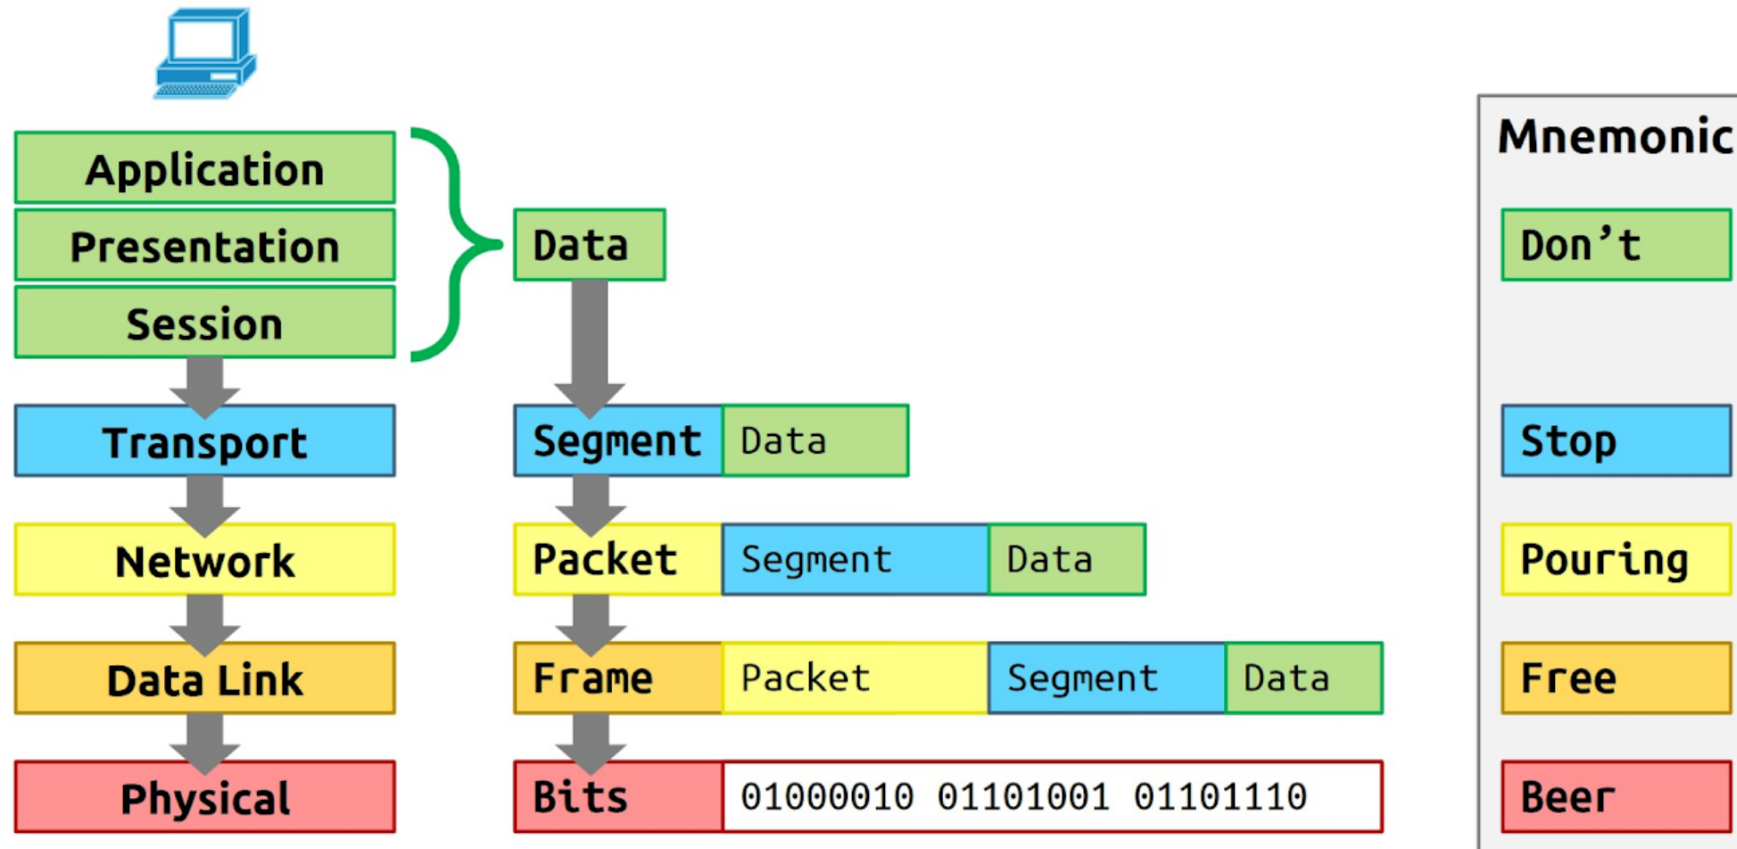 Mnemonic
Application
Presentation
Data
Don't
Session
Transport
Segment Data
Stop
Network
Packet Segment Data
Pouring
Data Link
Frame Packet Segment Data
Free
Physical
Bits 01000010 01101001 01101110
Beer